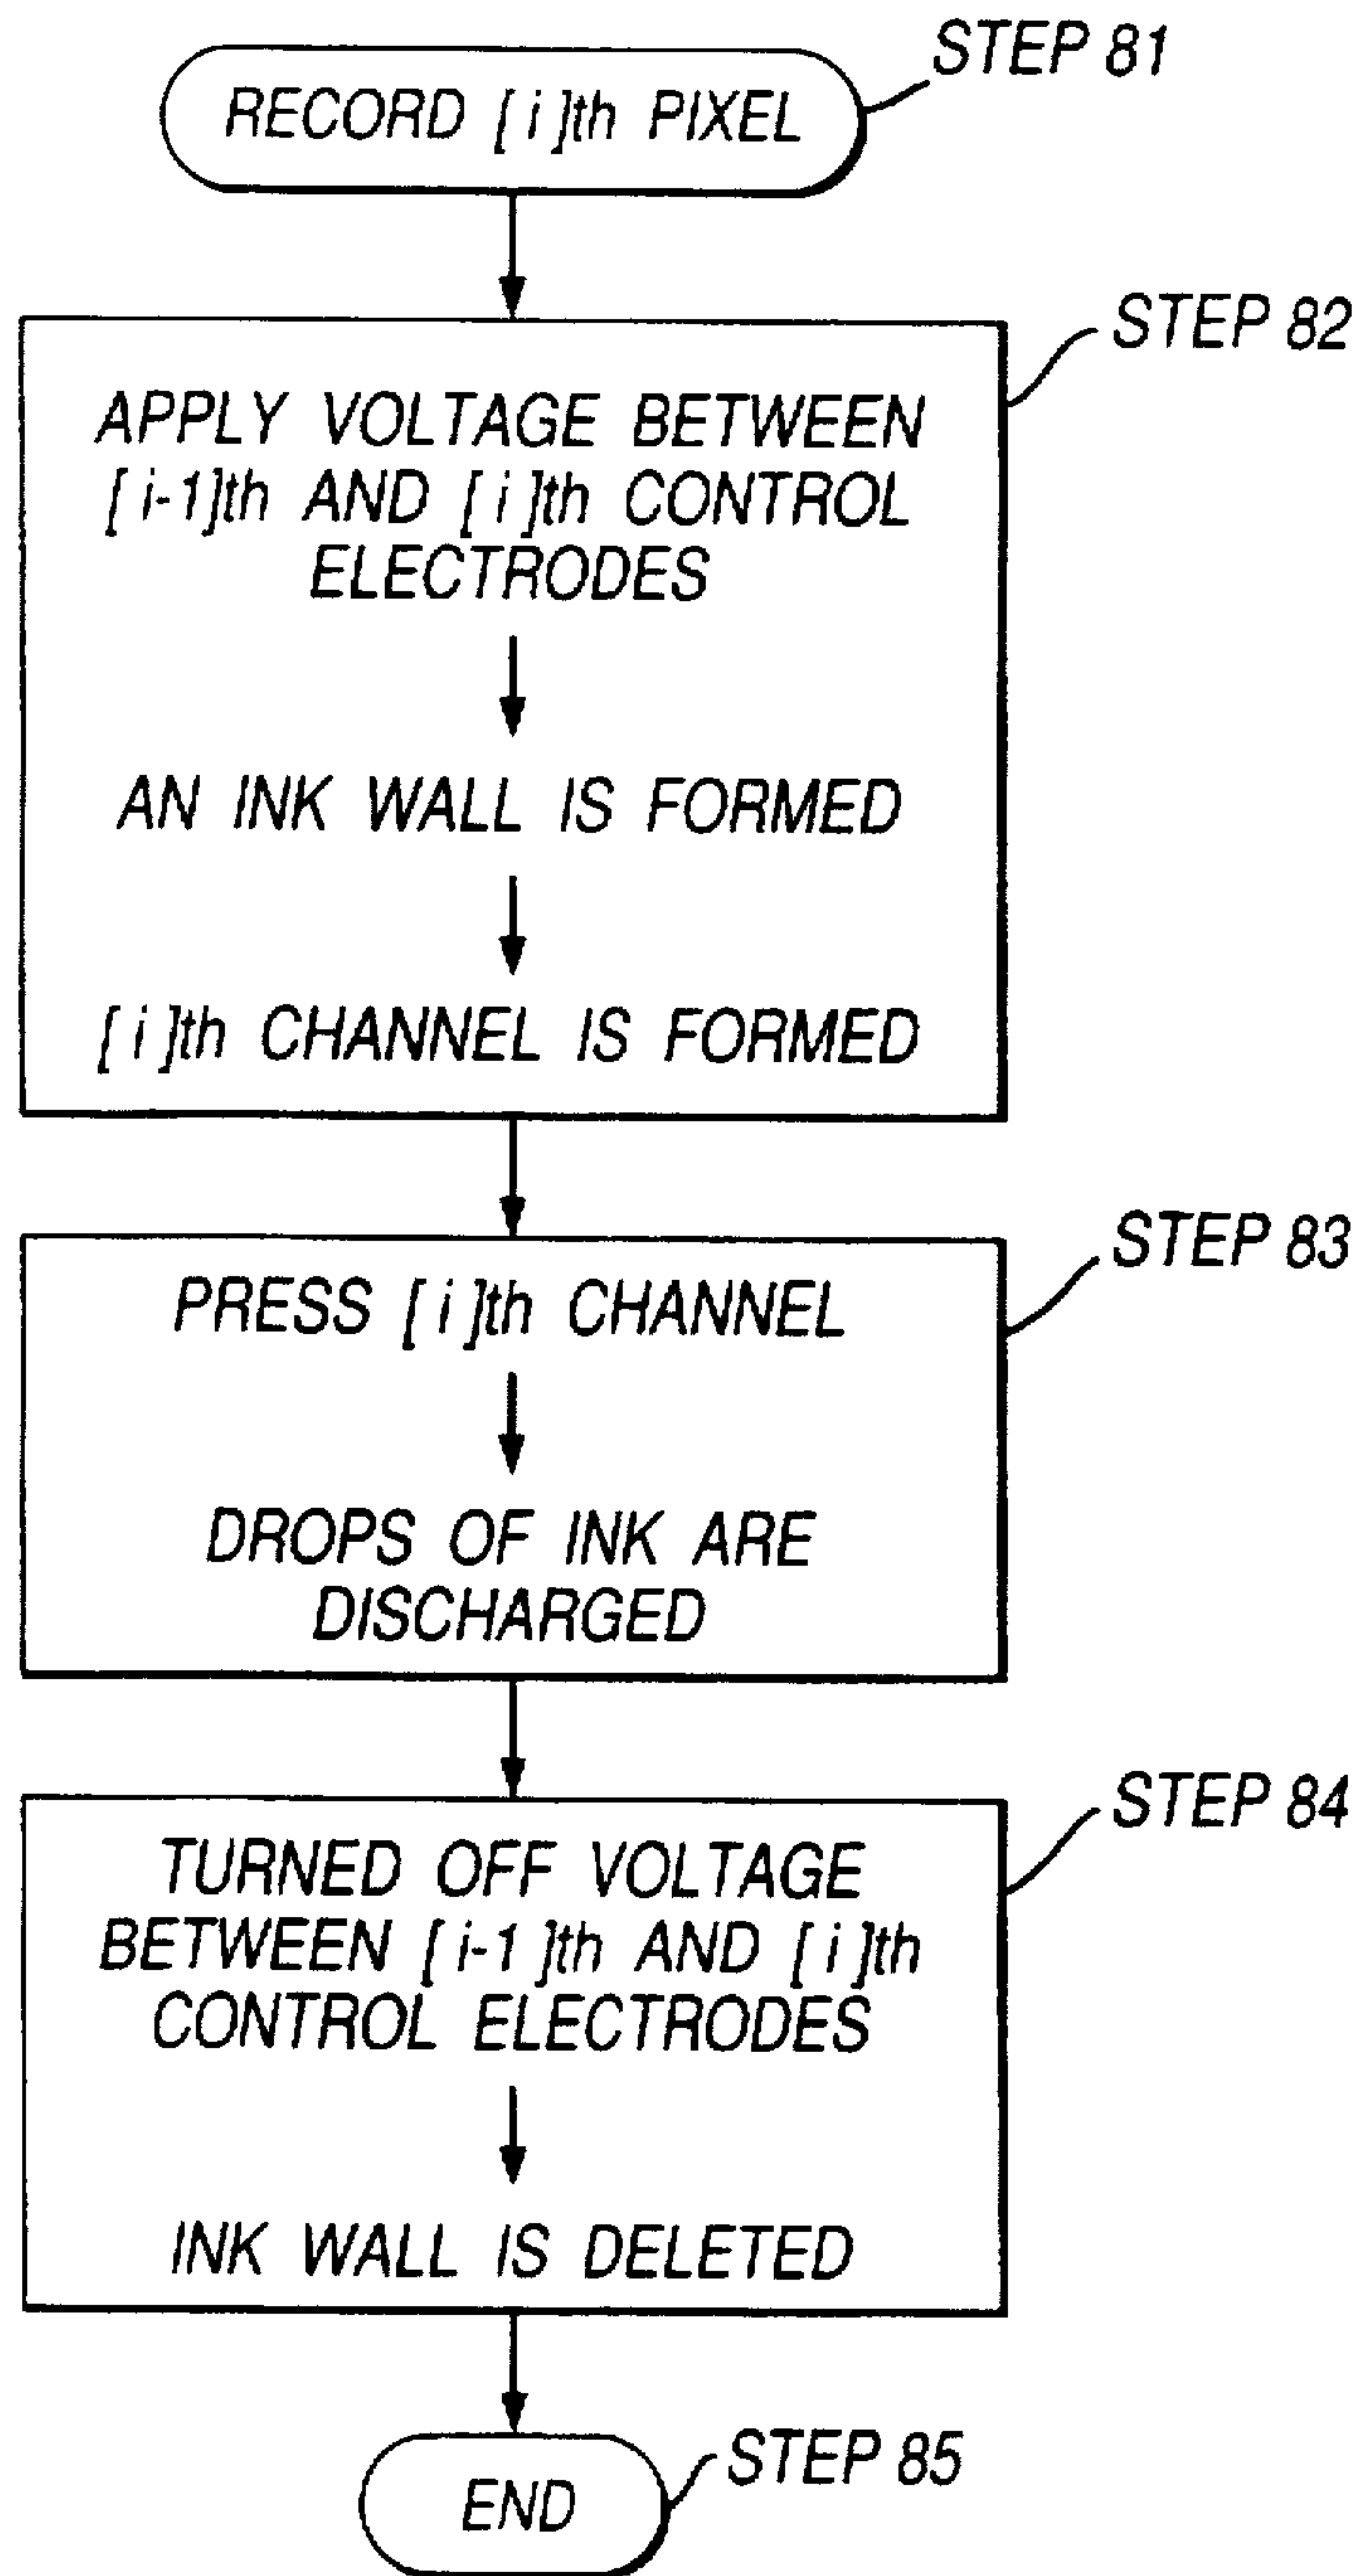 STEP 81
RECORD [ i ]th PIXEL
STEP 82
APPLY VOLTAGE BETWEEN
[ i-1]th AND [ i ]th CONTROL
ELECTRODES
AN INK WALL IS FORMED
[ i ]th CHANNEL IS FORMED
STEP 83
PRESS [ i ]th CHANNEL
DROPS OF INK ARE
DISCHARGED
STEP 84
TURNED OFF VOLTAGE
BETWEEN [ i-1 ]th AND [ i ]th
CONTROL ELECTRODES
INK WALL IS DELETED
STEP 85
END